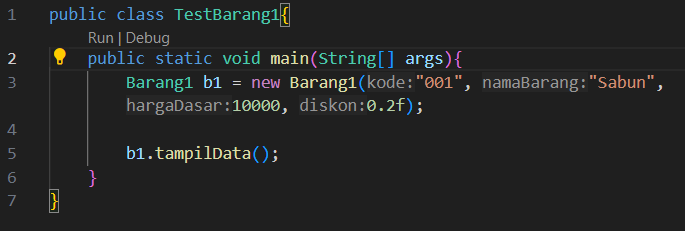 1 public class TestBarang1{
Run | Debug
2 public static void main(String[] args){
3 Barang1 b1 = new Barang1(kode:"001", namaBarang:"Sabun",
hargaDasar:10000, diskon:0.2f);
4
5 b1.tampilData();
6 }
7 }